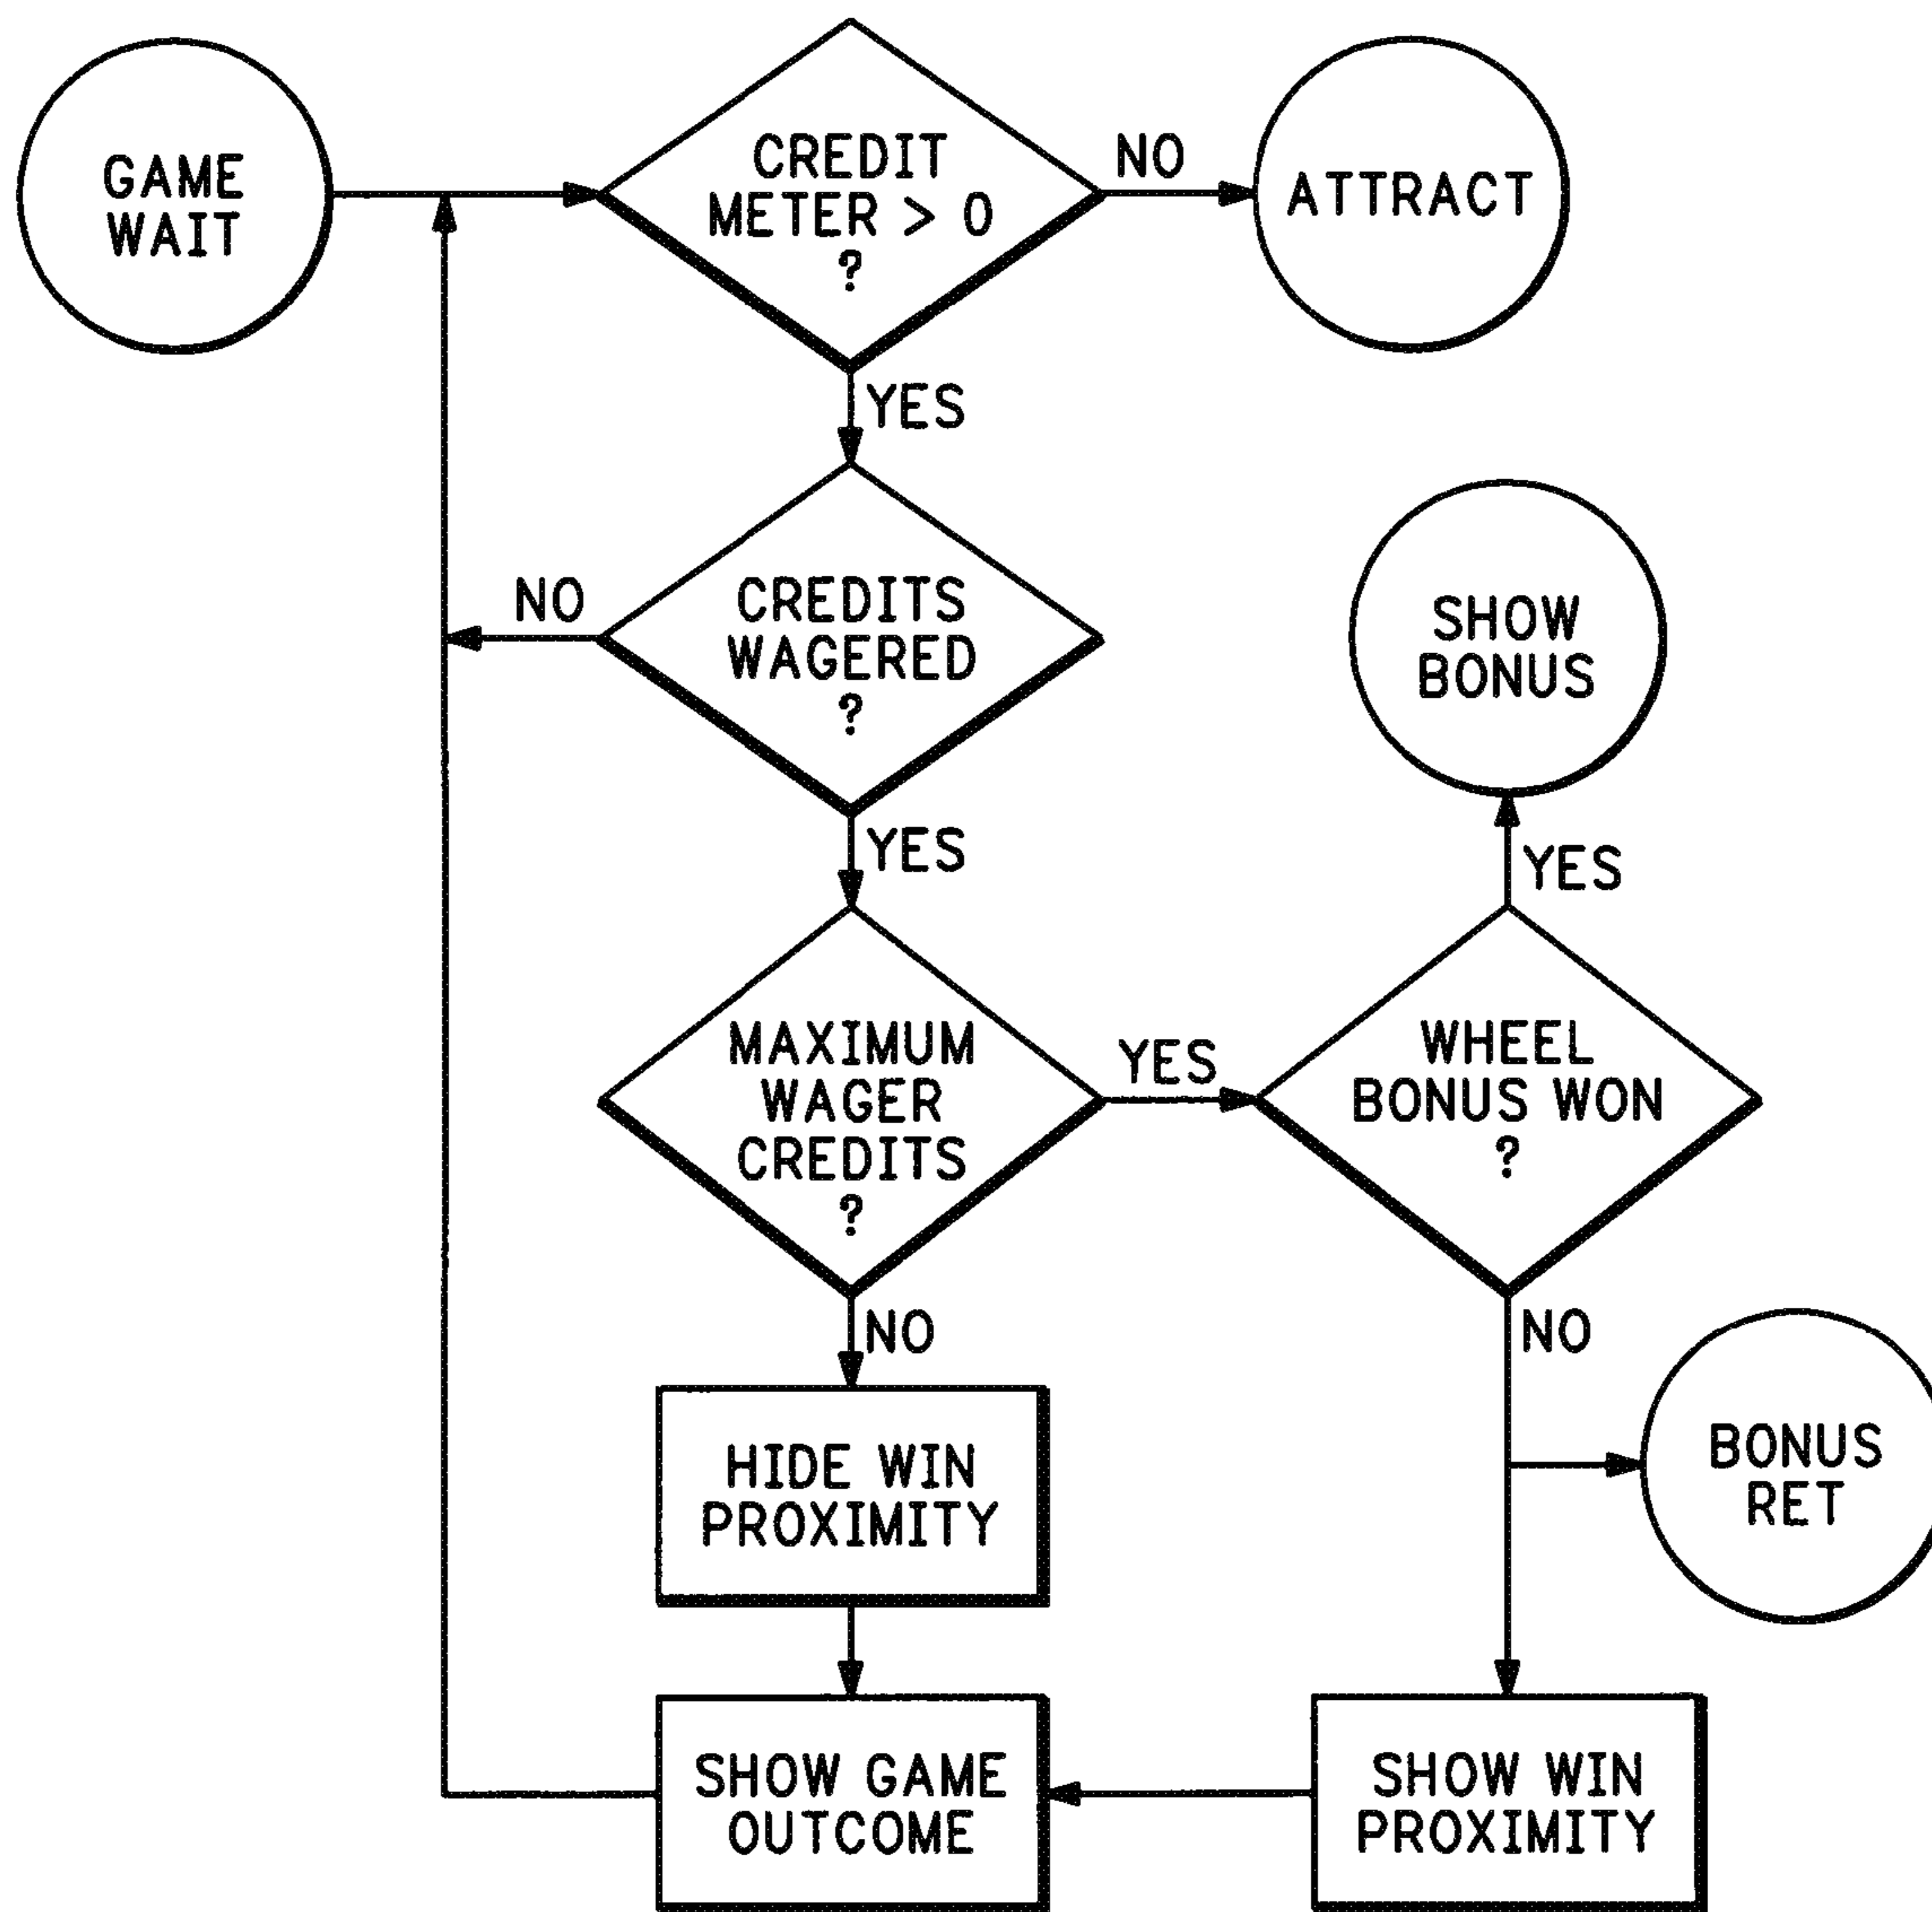 GAME
WAIT
CREDIT
METER > 0
?
NO
ATTRACT
YES
CREDITS
WAGERED
?
NO
SHOW
BONUS
YES
YES
MAXIMUM
WAGER
CREDITS
?
YES
WHEEL
BONUS WON
?
NO
NO
HIDE WIN
PROXIMITY
BONUS
RET
SHOW GAME
OUTCOME
SHOW WIN
PROXIMITY